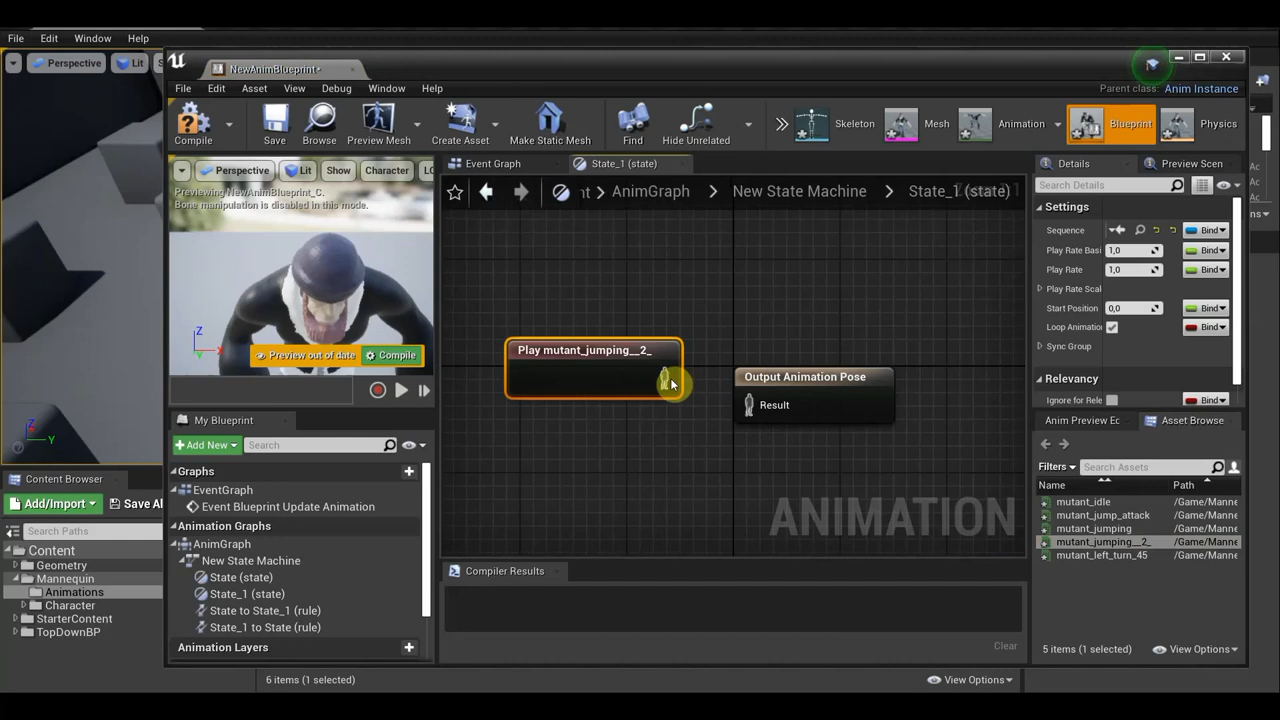 File Edit Window Help
Perspective Lit
NewAnimBlueprint*
File Edit Asset View Debug Window Help
Parent class: Anim Instance
Compile Save Browse Preview Mesh Create Asset Make Static Mesh Find Hide Unrelated Skeleton Mesh Animation Blueprint Physics
Perspective Lit Show Character LO
Previewing NewAnimBlueprint_C.
Bone manipulation is disabled in this mode.
Z
X
Y
Preview out of date Compile
Event Graph State_1 (state)
AnimGraph > New State Machine > State_1 (state)
Play mutant_jumping__2_
Output Animation Pose
Result
ANIMATION
Compiler Results
Clear
My Blueprint
Add New Search
Graphs
EventGraph
Event Blueprint Update Animation
Animation Graphs
AnimGraph
New State Machine
State (state)
State_1 (state)
State to State_1 (rule)
State_1 to State (rule)
Animation Layers
Details Preview Scen
Search Details
Settings
Sequence Bind
Play Rate Basi 1,0 Bind
Play Rate 1,0 Bind
Play Rate Scal
Start Position 0,0 Bind
Loop Animation Bind
Sync Group
Relevancy
Ignore for Rele Bind
Anim Preview Ec Asset Browse
Filters Search Assets
Name Path
mutant_idle /Game/Manne
mutant_jump_attack /Game/Manne
mutant_jumping /Game/Manne
mutant_jumping__2_ /Game/Manne
mutant_left_turn_45 /Game/Manne
5 items (1 selected) View Options
Z
Y
Content Browser
Add/Import Save Al
Search Paths
Content
Geometry
Mannequin
Animations
Character
StarterContent
TopDownBP
6 items (1 selected) View Options